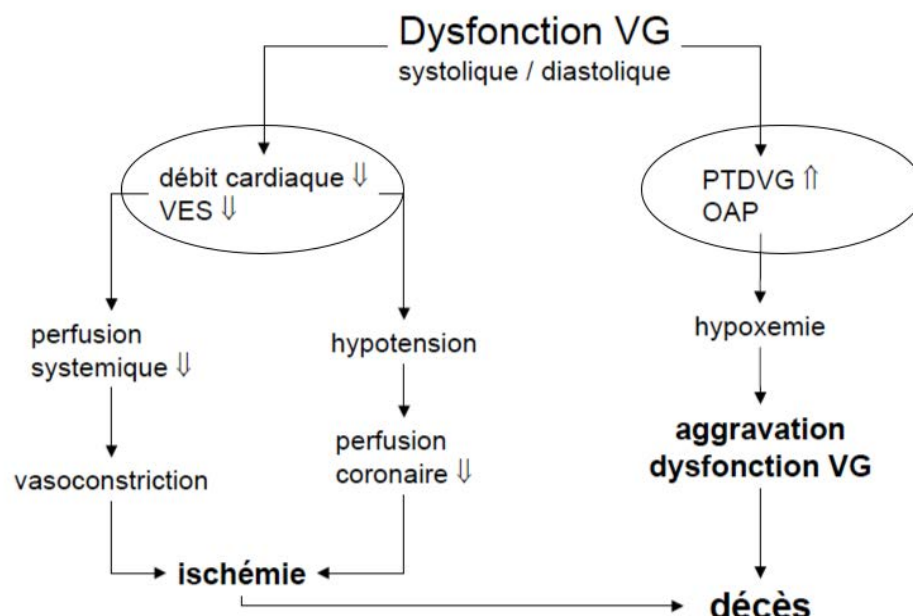 Dysfonction VG
systolique / diastolique
débit cardiaque ⇓
VES ⇓
PTDVG ⇑
OAP
perfusion
systemique ⇓
hypotension
hypoxemie
vasoconstriction
perfusion
coronaire ⇓
aggravation
dysfonction VG
ischémie
décès